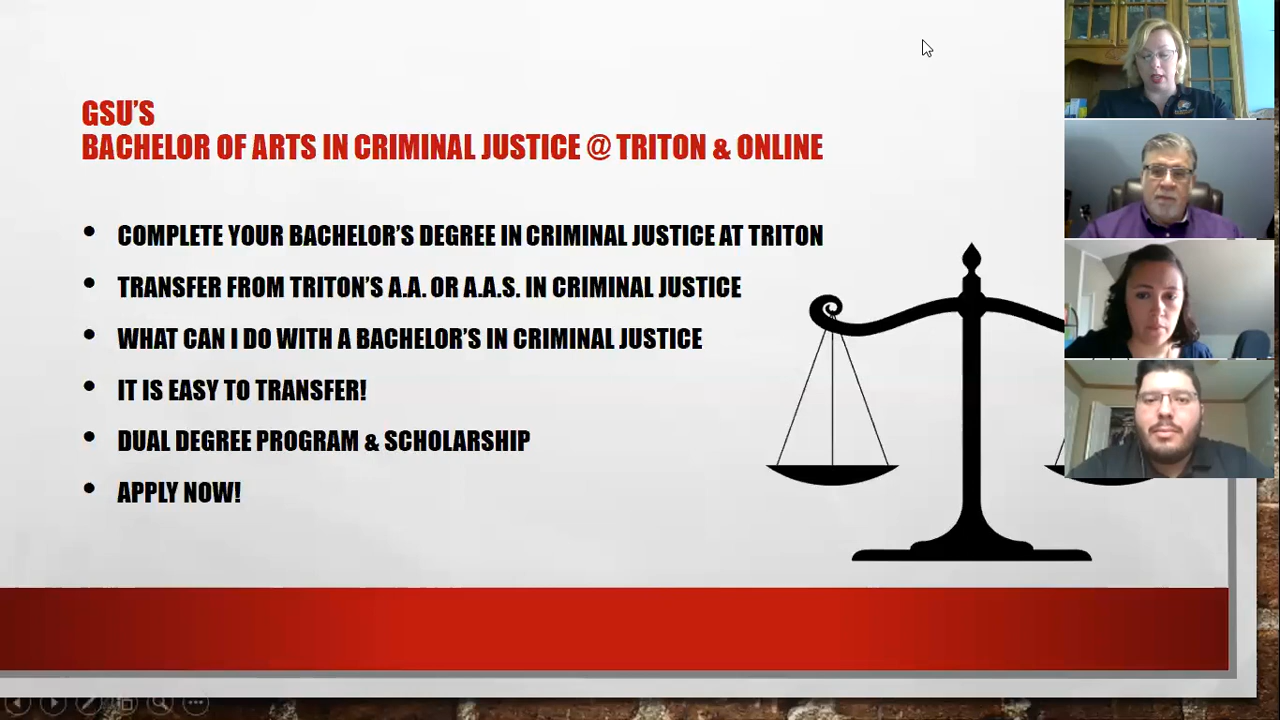 GSU'S
BACHELOR OF ARTS IN CRIMINAL JUSTICE @ TRITON & ONLINE
• COMPLETE YOUR BACHELOR'S DEGREE IN CRIMINAL JUSTICE AT TRITON
• TRANSFER FROM TRITON'S A.A. OR A.A.S. IN CRIMINAL JUSTICE
• WHAT CAN I DO WITH A BACHELOR'S IN CRIMINAL JUSTICE
• IT IS EASY TO TRANSFER!
• DUAL DEGREE PROGRAM & SCHOLARSHIP
• APPLY NOW!